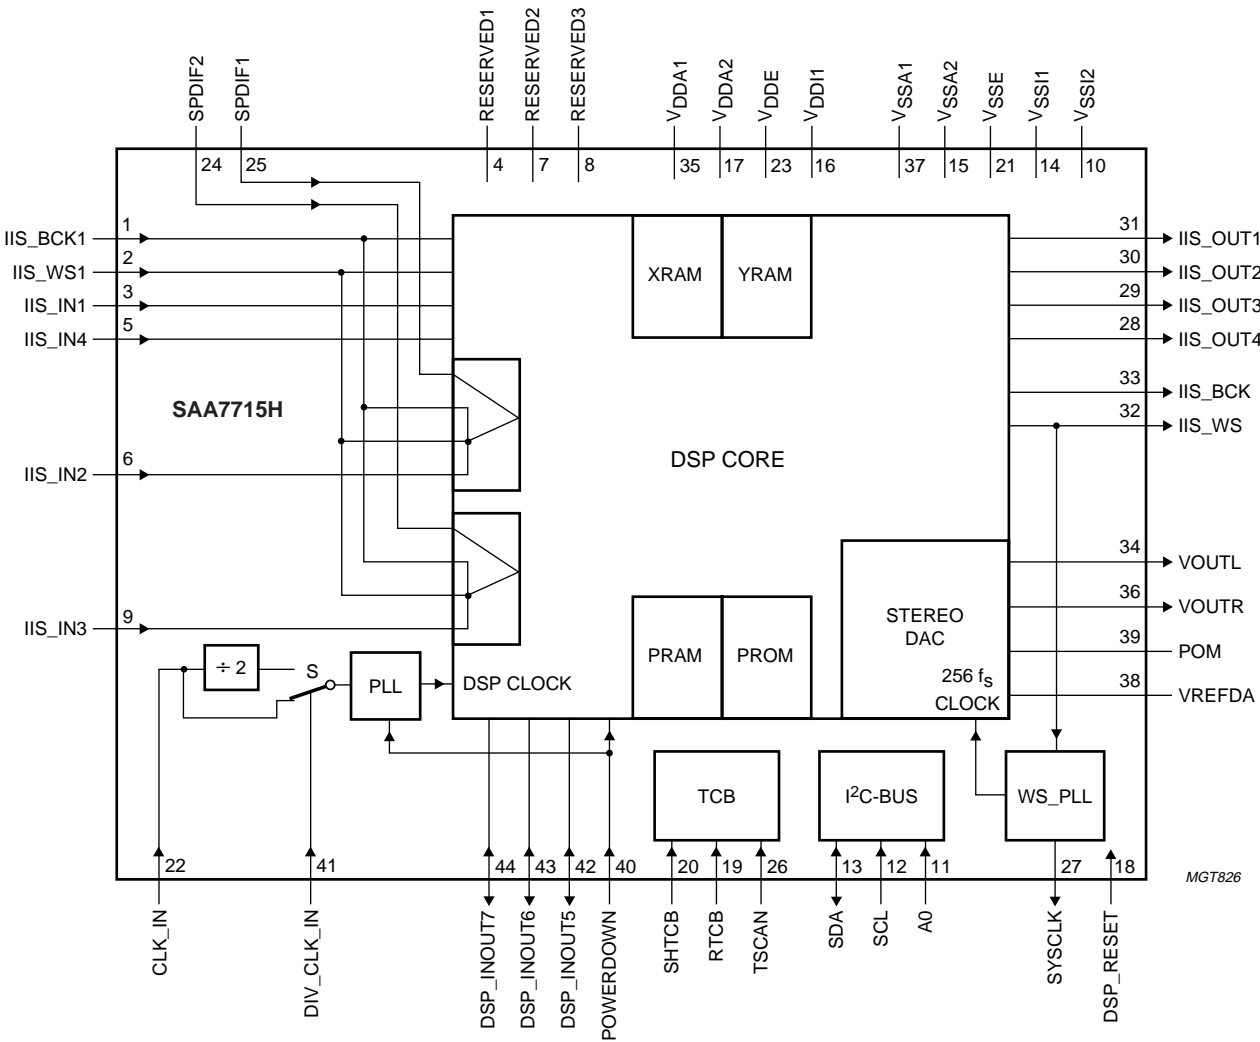 SPDIF2
SPDIF1
RESERVED1
RESERVED2
RESERVED3
VDDA1
VDDA2
VDDE
VDDI1
VSSA1
VSSA2
VSSE
VSSI1
VSSI2
24
25
4
7
8
35
17
23
16
37
15
21
14
10
IIS_BCK1
1
IIS_WS1
2
IIS_IN1
3
IIS_IN4
5
SAA7715H
IIS_IN2
6
IIS_IN3
9
XRAM
YRAM
DSP CORE
31
IIS_OUT1
30
IIS_OUT2
29
IIS_OUT3
28
IIS_OUT4
33
IIS_BCK
32
IIS_WS
34
VOUTL
36
VOUTR
39
POM
38
VREFDA
STEREO
DAC
256 fs
CLOCK
PRAM
PROM
÷ 2
S
PLL
DSP CLOCK
TCB
I2C-BUS
WS_PLL
22
41
44
43
42
40
20
19
26
13
12
11
27
18
MGT826
CLK_IN
DIV_CLK_IN
DSP_INOUT7
DSP_INOUT6
DSP_INOUT5
POWERDOWN
SHTCB
RTCB
TSCAN
SDA
SCL
A0
SYSCLK
DSP_RESET